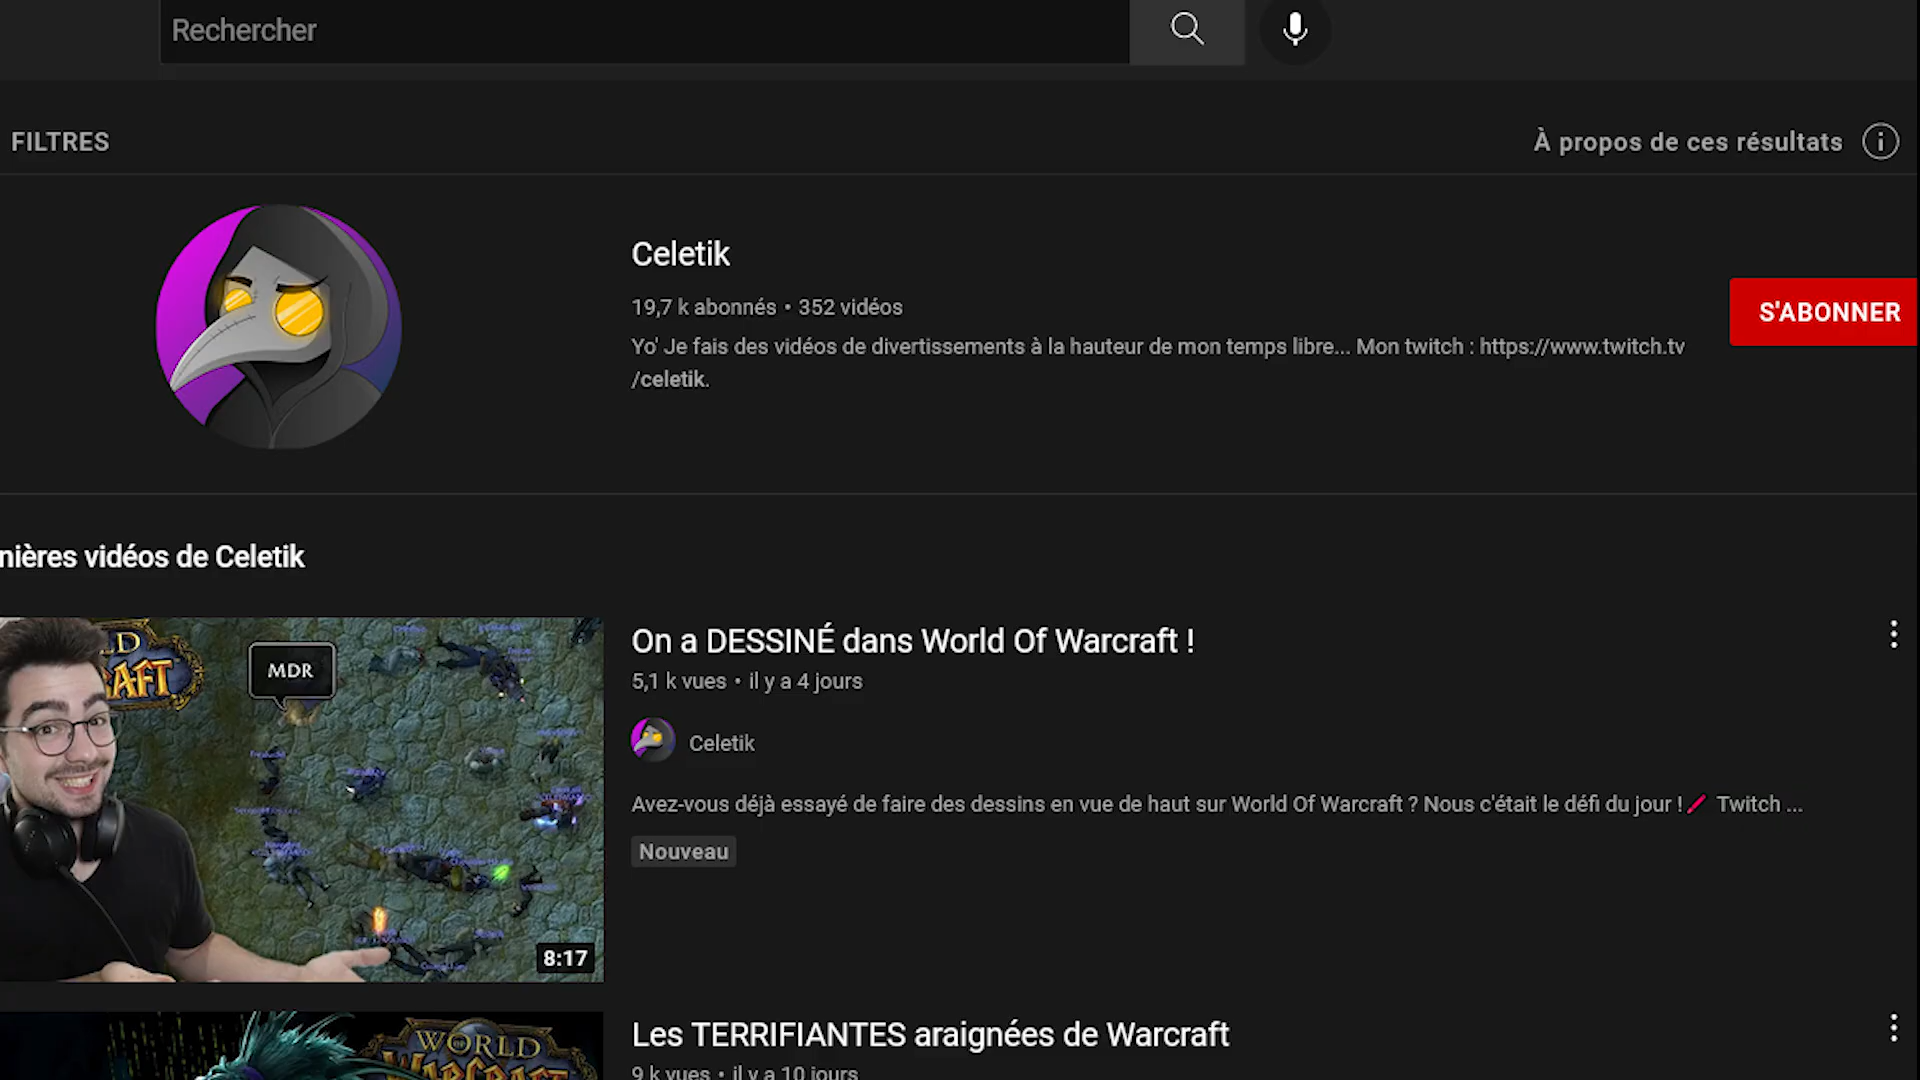 Rechercher
FILTRES
À propos de ces résultats
Celetik
19,7 k abonnés • 352 vidéos
Yo' Je fais des vidéos de divertissements à la hauteur de mon temps libre... Mon twitch : https://www.twitch.tv
/celetik.
S'ABONNER
nières vidéos de Celetik
MDR
8:17
On a DESSINÉ dans World Of Warcraft !
5,1 k vues • il y a 4 jours
Celetik
Avez-vous déjà essayé de faire des dessins en vue de haut sur World Of Warcraft ? Nous c'était le défi du jour ! Twitch ...
Nouveau
WORLD
OF
WARCRAFT
Les TERRIFIANTES araignées de Warcraft
9 k vues • il y a 10 jours